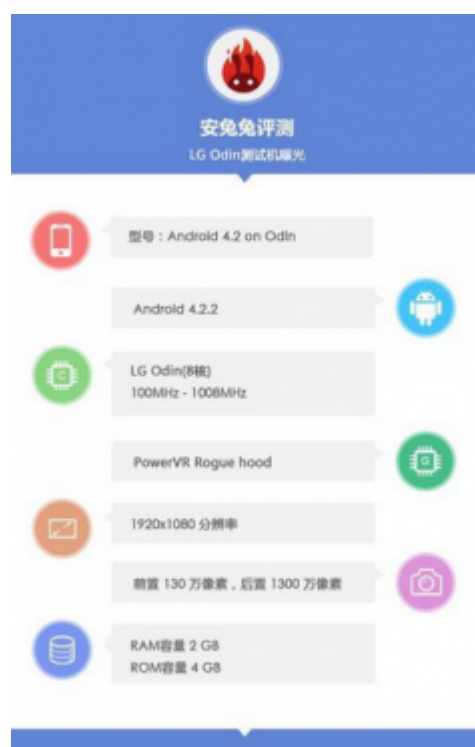 安兔兔评测
LG Odin测试机曝光
型号：Android 4.2 on Odin
Android 4.2.2
LG Odin(8核)
100MHz - 1008MHz
PowerVR Rogue hood
1920x1080 分辨率
前置 130 万像素，后置 1300 万像素
RAM容量 2 GB
ROM容量 4 GB